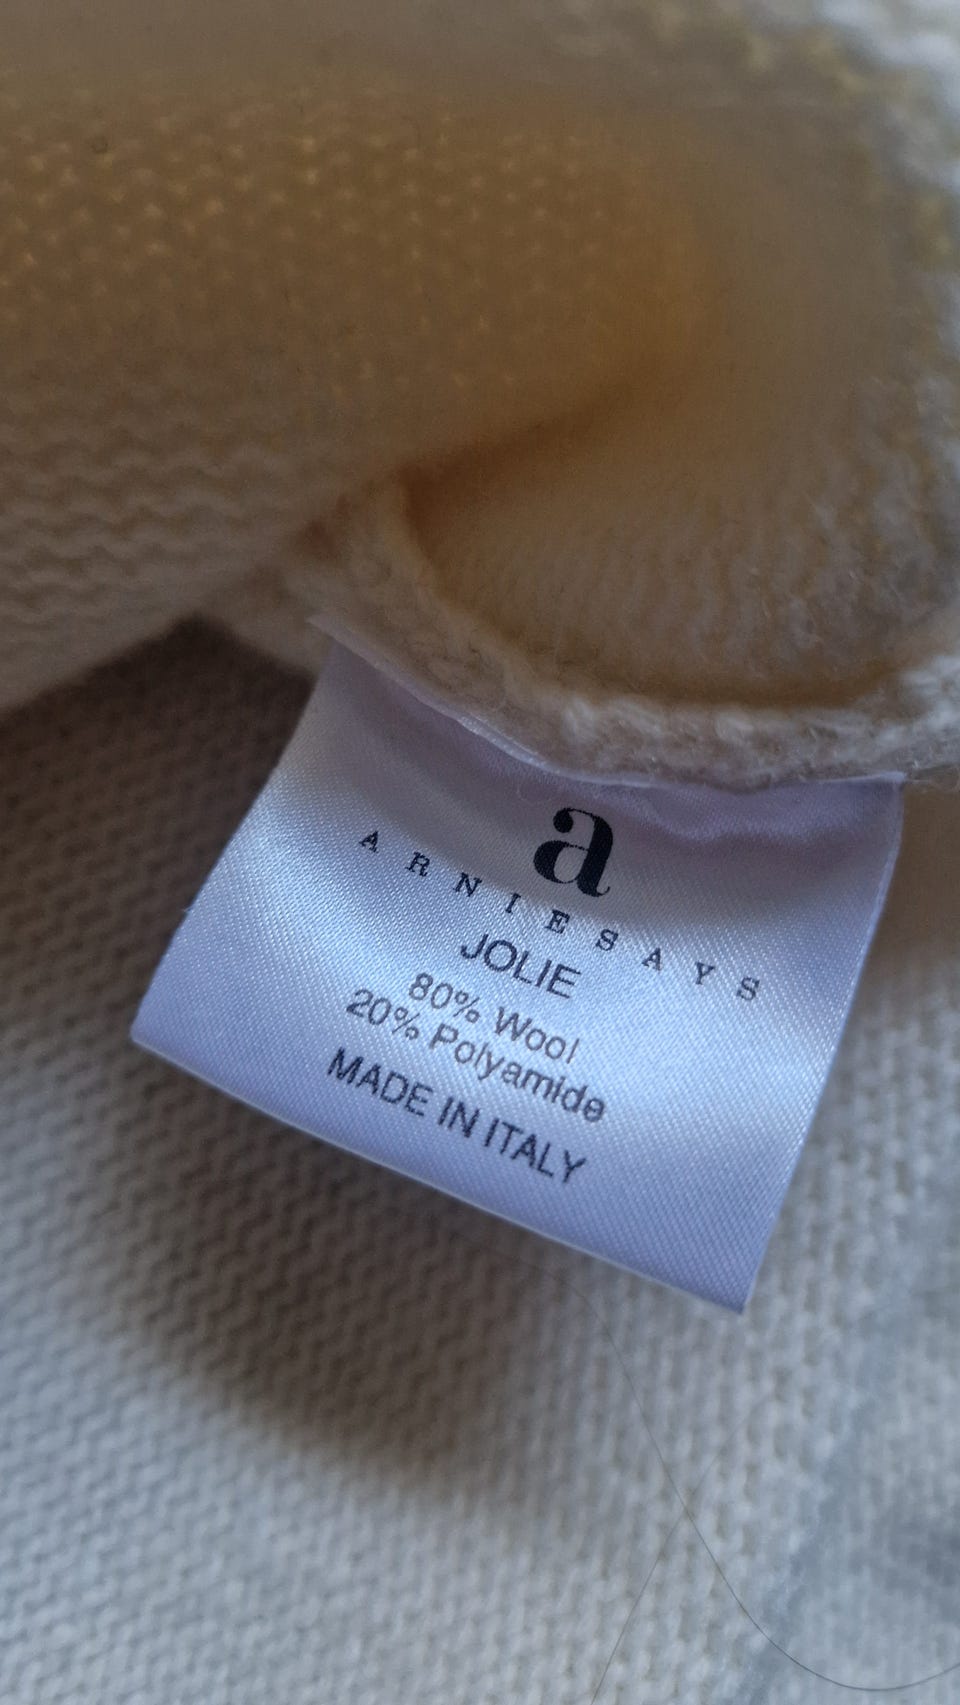 a
ARNIESAYS
JOLIE
80% Wool
20% Polyamide
MADE IN ITALY